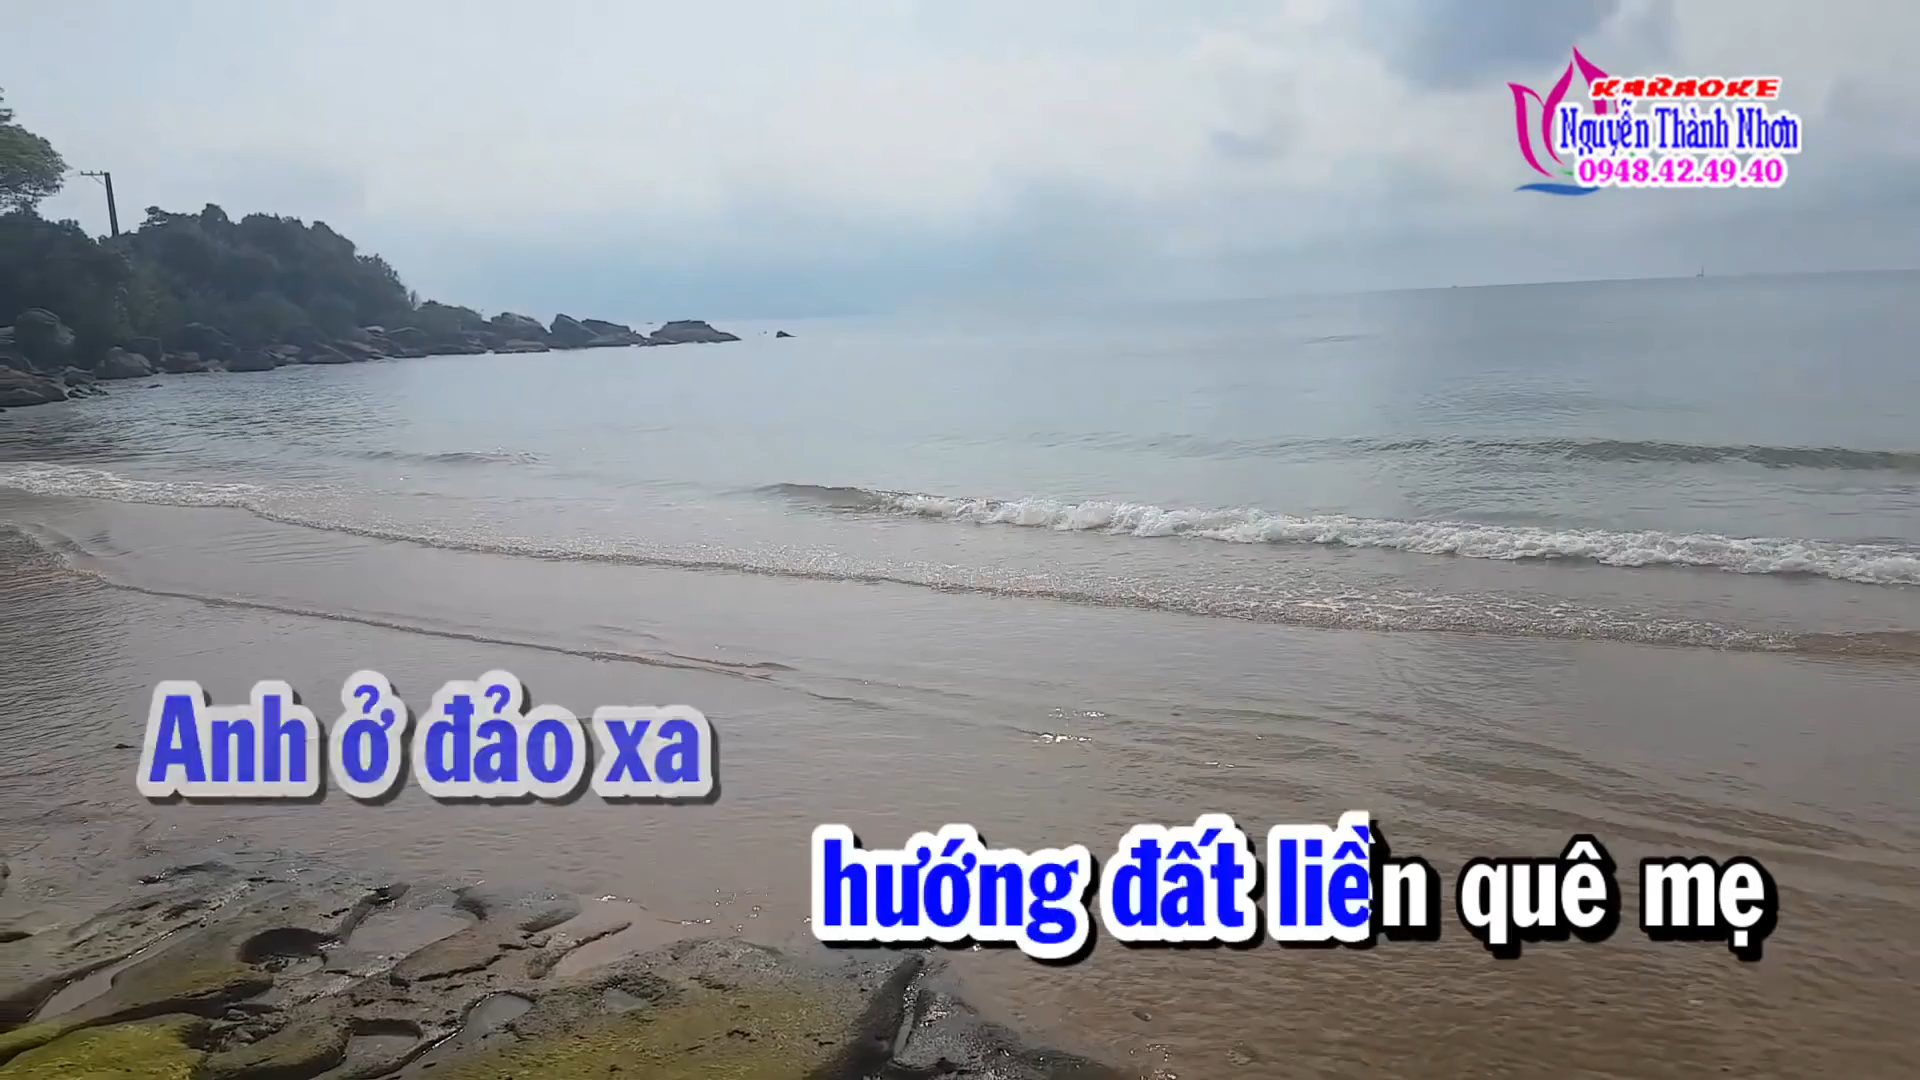 KARAOKE
Nguyễn Thành Nhơn
0948.42.49.40
Anh ở đảo xa
hướng đất liền quê mẹ